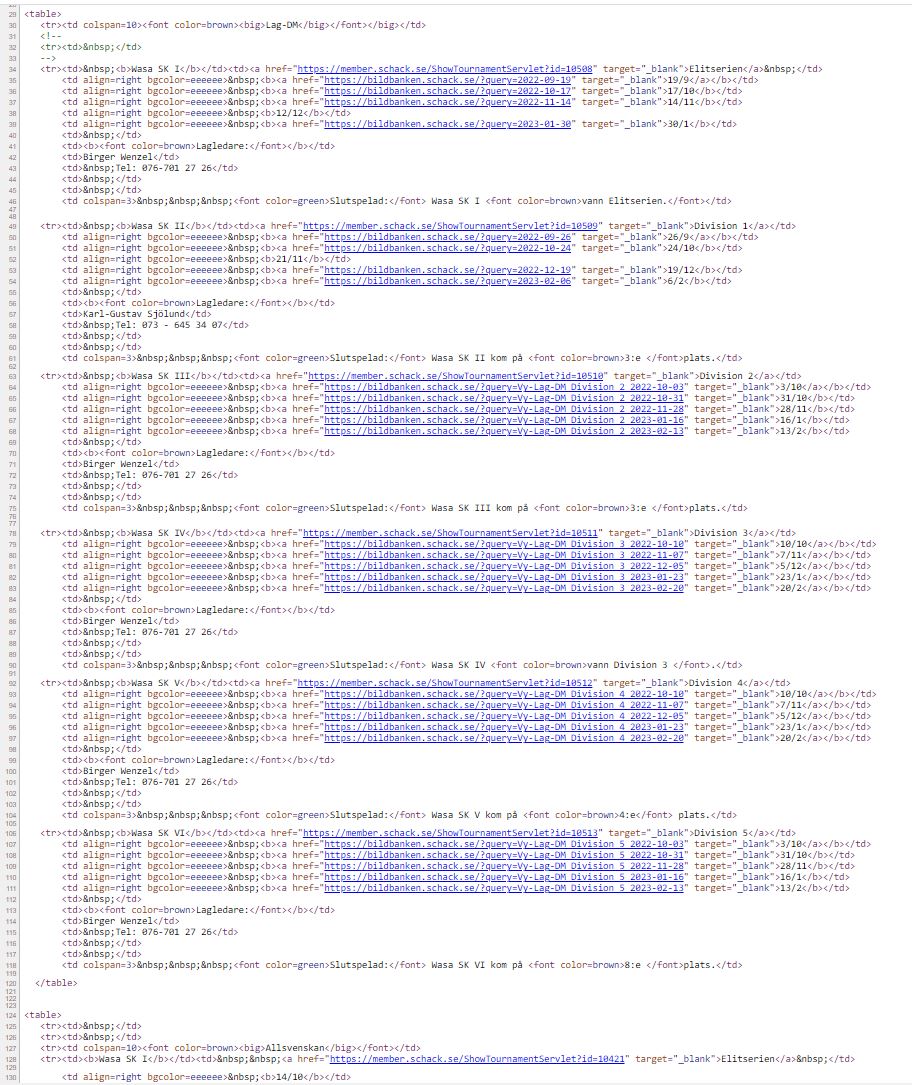 29 <table>
30 <tr><td colspan=10><font color=brown><big>Lag-DM</big></font></big></td>
31 <!--
32 <tr><td>&nbsp;</td>
33 -->
34 <tr><td>&nbsp;<b>Wasa SK I</b></td><td><a href="https://member.schack.se/ShowTournamentServlet?id=10508" target="_blank">Elitserien</a>&nbsp;</td>
35 <td align=right bgcolor=eeeeee>&nbsp;<b><a href="https://bildbanken.schack.se/?query=2022-09-19" target="_blank">19/9</a></b></td>
36 <td align=right bgcolor=eeeeee>&nbsp;<b><a href="https://bildbanken.schack.se/?query=2022-10-17" target="_blank">17/10</a></b></td>
37 <td align=right bgcolor=eeeeee>&nbsp;<b><a href="https://bildbanken.schack.se/?query=2022-11-14" target="_blank">14/11</a></b></td>
38 <td align=right bgcolor=eeeeee>&nbsp;<b>12/12</b></td>
39 <td align=right bgcolor=eeeeee>&nbsp;<b><a href="https://bildbanken.schack.se/?query=2023-01-30" target="_blank">30/1</a></b></td>
40 <td>&nbsp;</td>
41 <td><b><font color=brown>Lagledare:</font></b></td>
42 <td>Birger Wenzel</td>
43 <td>&nbsp;Tel: 076-701 27 26</td>
44 <td>&nbsp;</td>
45 <td>&nbsp;</td>
46 <td colspan=3>&nbsp;&nbsp;&nbsp;<font color=green>Slutspelad:</font> Wasa SK I <font color=brown>vann Elitserien.</font></td>
47
48
49 <tr><td>&nbsp;<b>Wasa SK II</b></td><td><a href="https://member.schack.se/ShowTournamentServlet?id=10509" target="_blank">Division 1</a></td>
50 <td align=right bgcolor=eeeeee>&nbsp;<b><a href="https://bildbanken.schack.se/?query=2022-09-26" target="_blank">26/9</a></b></td>
51 <td align=right bgcolor=eeeeee>&nbsp;<b><a href="https://bildbanken.schack.se/?query=2022-10-24" target="_blank">24/10</a></b></td>
52 <td align=right bgcolor=eeeeee>&nbsp;<b>21/11</b></td>
53 <td align=right bgcolor=eeeeee>&nbsp;<b><a href="https://bildbanken.schack.se/?query=2022-12-19" target="_blank">19/12</a></b></td>
54 <td align=right bgcolor=eeeeee>&nbsp;<b><a href="https://bildbanken.schack.se/?query=2023-02-06" target="_blank">6/2</a></b></td>
55 <td>&nbsp;</td>
56 <td><b><font color=brown>Lagledare:</font></b></td>
57 <td>Karl-Gustav Sjölund</td>
58 <td>&nbsp;Tel: 073 - 645 34 07</td>
59 <td>&nbsp;</td>
60 <td>&nbsp;</td>
61 <td colspan=3>&nbsp;&nbsp;&nbsp;<font color=green>Slutspelad:</font> Wasa SK II kom på <font color=brown>3:e </font>plats.</td>
62
63 <tr><td>&nbsp;<b>Wasa SK III</b></td><td><a href="https://member.schack.se/ShowTournamentServlet?id=10510" target="_blank">Division 2</a></td>
64 <td align=right bgcolor=eeeeee>&nbsp;<b><a href="https://bildbanken.schack.se/?query=Vy-Lag-DM Division 2 2022-10-03" target="_blank">3/10</a></b></td>
65 <td align=right bgcolor=eeeeee>&nbsp;<b><a href="https://bildbanken.schack.se/?query=Vy-Lag-DM Division 2 2022-10-31" target="_blank">31/10</a></b></td>
66 <td align=right bgcolor=eeeeee>&nbsp;<b><a href="https://bildbanken.schack.se/?query=Vy-Lag-DM Division 2 2022-11-28" target="_blank">28/11</a></b></td>
67 <td align=right bgcolor=eeeeee>&nbsp;<b><a href="https://bildbanken.schack.se/?query=Vy-Lag-DM Division 2 2023-01-16" target="_blank">16/1</a></b></td>
68 <td align=right bgcolor=eeeeee>&nbsp;<b><a href="https://bildbanken.schack.se/?query=Vy-Lag-DM Division 2 2023-02-13" target="_blank">13/2</a></b></td>
69 <td>&nbsp;</td>
70 <td><b><font color=brown>Lagledare:</font></b></td>
71 <td>Birger Wenzel</td>
72 <td>&nbsp;Tel: 076-701 27 26</td>
73 <td>&nbsp;</td>
74 <td>&nbsp;</td>
75 <td colspan=3>&nbsp;&nbsp;&nbsp;<font color=green>Slutspelad:</font> Wasa SK III kom på <font color=brown>3:e </font>plats.</td>
76
77
78 <tr><td>&nbsp;<b>Wasa SK IV</b></td><td><a href="https://member.schack.se/ShowTournamentServlet?id=10511" target="_blank">Division 3</a></td>
79 <td align=right bgcolor=eeeeee>&nbsp;<b><a href="https://bildbanken.schack.se/?query=Vy-Lag-DM Division 3 2022-10-10" target="_blank">10/10</a></b></td>
80 <td align=right bgcolor=eeeeee>&nbsp;<b><a href="https://bildbanken.schack.se/?query=Vy-Lag-DM Division 3 2022-11-07" target="_blank">7/11</a></b></td>
81 <td align=right bgcolor=eeeeee>&nbsp;<b><a href="https://bildbanken.schack.se/?query=Vy-Lag-DM Division 3 2022-12-05" target="_blank">5/12</a></b></td>
82 <td align=right bgcolor=eeeeee>&nbsp;<b><a href="https://bildbanken.schack.se/?query=Vy-Lag-DM Division 3 2023-01-23" target="_blank">23/1</a></b></td>
83 <td align=right bgcolor=eeeeee>&nbsp;<b><a href="https://bildbanken.schack.se/?query=Vy-Lag-DM Division 3 2023-02-20" target="_blank">20/2</a></b></td>
84 <td>&nbsp;</td>
85 <td><b><font color=brown>Lagledare:</font></b></td>
86 <td>Birger Wenzel</td>
87 <td>&nbsp;Tel: 076-701 27 26</td>
88 <td>&nbsp;</td>
89 <td>&nbsp;</td>
90 <td colspan=3>&nbsp;&nbsp;&nbsp;<font color=green>Slutspelad:</font> Wasa SK IV <font color=brown>vann Division 3 </font>.</td>
91
92 <tr><td>&nbsp;<b>Wasa SK V</b></td><td><a href="https://member.schack.se/ShowTournamentServlet?id=10512" target="_blank">Division 4</a></td>
93 <td align=right bgcolor=eeeeee>&nbsp;<b><a href="https://bildbanken.schack.se/?query=Vy-Lag-DM Division 4 2022-10-10" target="_blank">10/10</a></b></td>
94 <td align=right bgcolor=eeeeee>&nbsp;<b><a href="https://bildbanken.schack.se/?query=Vy-Lag-DM Division 4 2022-11-07" target="_blank">7/11</a></b></td>
95 <td align=right bgcolor=eeeeee>&nbsp;<b><a href="https://bildbanken.schack.se/?query=Vy-Lag-DM Division 4 2022-12-05" target="_blank">5/12</a></b></td>
96 <td align=right bgcolor=eeeeee>&nbsp;<b><a href="https://bildbanken.schack.se/?query=Vy-Lag-DM Division 4 2023-01-23" target="_blank">23/1</a></b></td>
97 <td align=right bgcolor=eeeeee>&nbsp;<b><a href="https://bildbanken.schack.se/?query=Vy-Lag-DM Division 4 2023-02-20" target="_blank">20/2</a></b></td>
98 <td>&nbsp;</td>
99 <td><b><font color=brown>Lagledare:</font></b></td>
100 <td>Birger Wenzel</td>
101 <td>&nbsp;Tel: 076-701 27 26</td>
102 <td>&nbsp;</td>
103 <td>&nbsp;</td>
104 <td colspan=3>&nbsp;&nbsp;&nbsp;<font color=green>Slutspelad:</font> Wasa SK V kom på <font color=brown>4:e</font> plats.</td>
105
106 <tr><td>&nbsp;<b>Wasa SK VI</b></td><td><a href="https://member.schack.se/ShowTournamentServlet?id=10513" target="_blank">Division 5</a></td>
107 <td align=right bgcolor=eeeeee>&nbsp;<b><a href="https://bildbanken.schack.se/?query=Vy-Lag-DM Division 5 2022-10-03" target="_blank">3/10</a></b></td>
108 <td align=right bgcolor=eeeeee>&nbsp;<b><a href="https://bildbanken.schack.se/?query=Vy-Lag-DM Division 5 2022-10-31" target="_blank">31/10</a></b></td>
109 <td align=right bgcolor=eeeeee>&nbsp;<b><a href="https://bildbanken.schack.se/?query=Vy-Lag-DM Division 5 2022-11-28" target="_blank">28/11</a></b></td>
110 <td align=right bgcolor=eeeeee>&nbsp;<b><a href="https://bildbanken.schack.se/?query=Vy-Lag-DM Division 5 2023-01-16" target="_blank">16/1</a></b></td>
111 <td align=right bgcolor=eeeeee>&nbsp;<b><a href="https://bildbanken.schack.se/?query=Vy-Lag-DM Division 5 2023-02-13" target="_blank">13/2</a></b></td>
112 <td>&nbsp;</td>
113 <td><b><font color=brown>Lagledare:</font></b></td>
114 <td>Birger Wenzel</td>
115 <td>&nbsp;Tel: 076-701 27 26</td>
116 <td>&nbsp;</td>
117 <td>&nbsp;</td>
118 <td colspan=3>&nbsp;&nbsp;&nbsp;<font color=green>Slutspelad:</font> Wasa SK VI kom på <font color=brown>8:e </font>plats.</td>
119
120 </table>
121
122
123
124 <table>
125 <tr><td>&nbsp;</td>
126 <tr><td>&nbsp;</td>
127 <tr><td colspan=10><font color=brown><big>Allsvenskan</big></font></td>
128 <tr><td><b>Wasa SK I</b></td><td>&nbsp;&nbsp;<a href="https://member.schack.se/ShowTournamentServlet?id=10421" target="_blank">Elitserien</a>&nbsp;</td>
129
130 <td align=right bgcolor=eeeeee>&nbsp;<b>14/10</b></td>